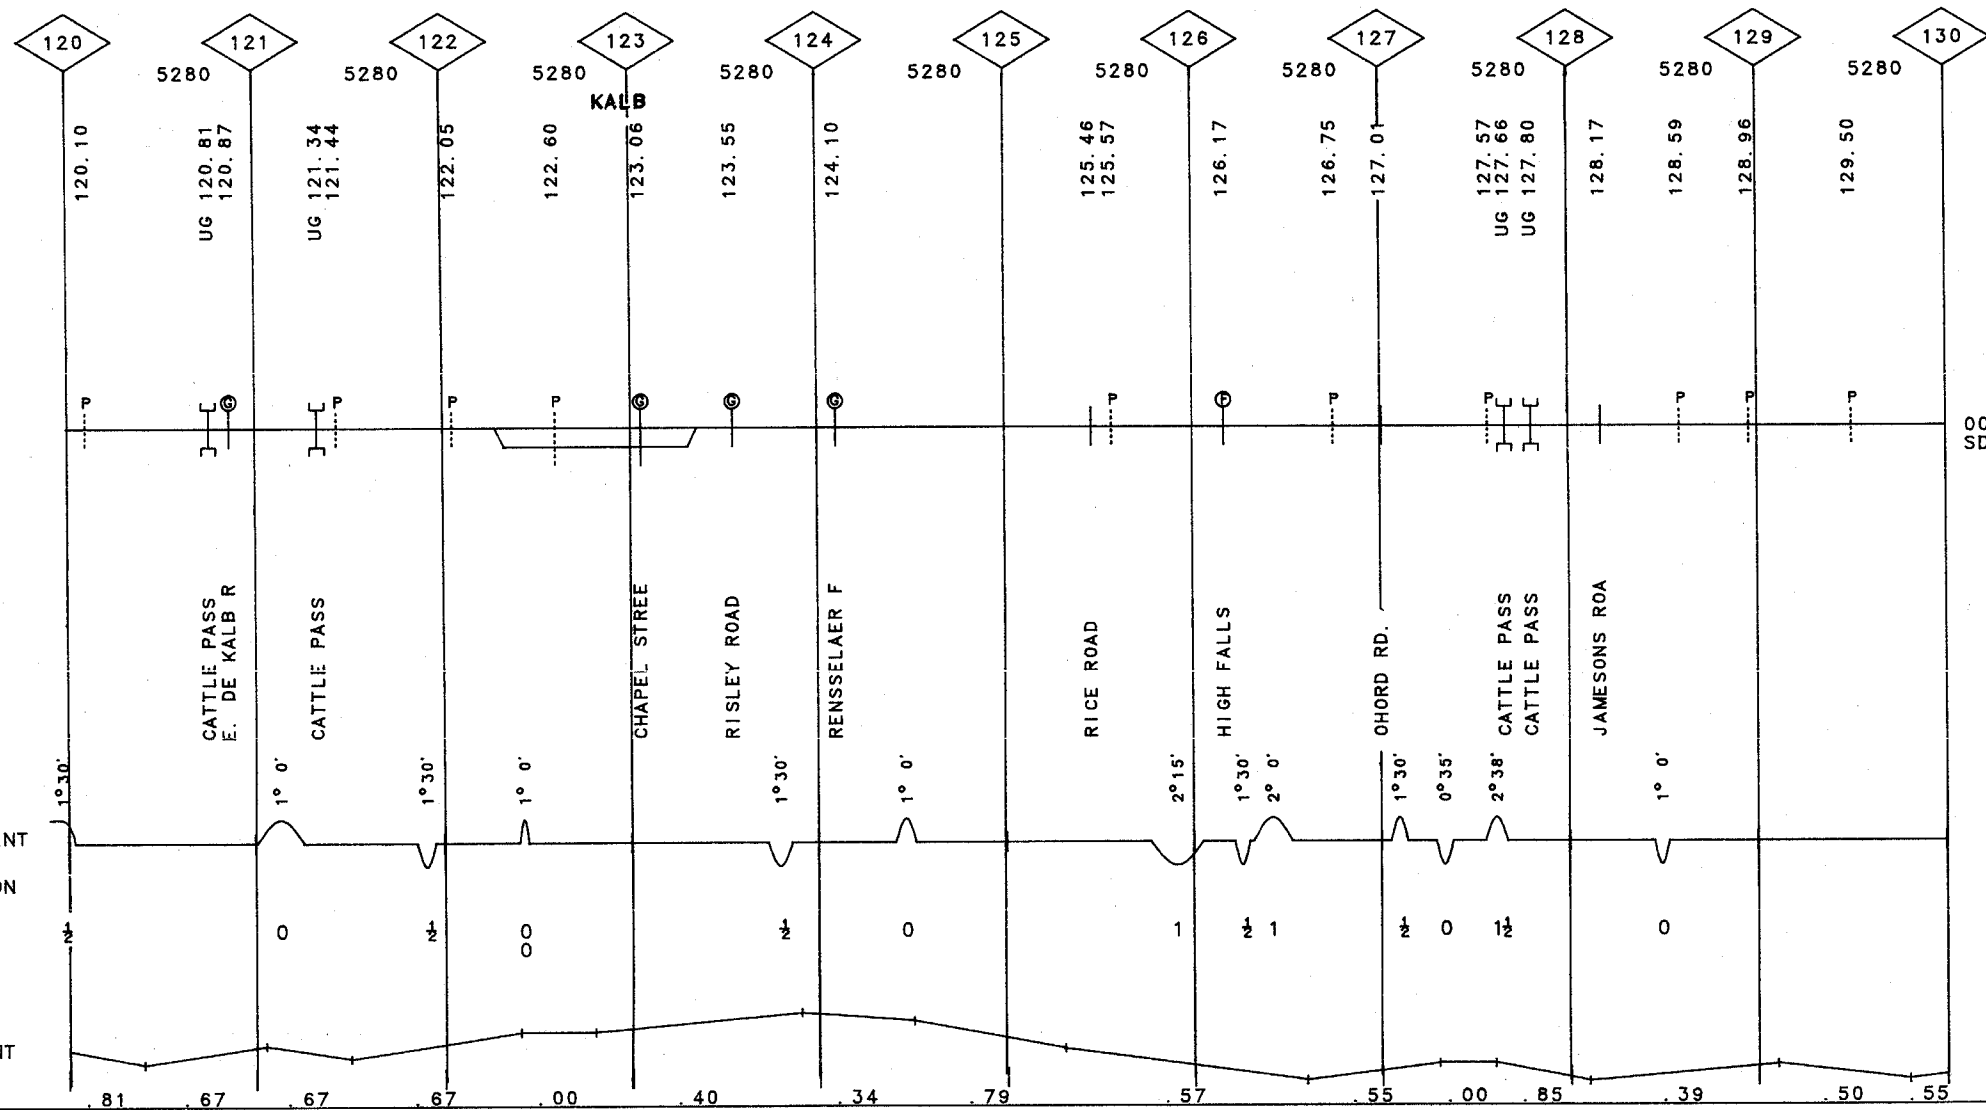 120 121 122 123 124 125 126 127 128 129 130
5280 5280 5280 5280 5280 5280 5280 5280 5280 5280
KALB
120.10
UG 120.81
120.87
UG 121.34
121.44
122.05
122.60
123.06
123.55
124.10
125.46
125.57
126.17
126.75
127.01
127.57
UG 127.66
UG 127.80
128.17
128.59
128.96
129.50
P G P P P G G G P F P P P P P
00
SD
CATTLE PASS
E. DE KALB R
CATTLE PASS
CHAPEL STREE
RISLEY ROAD
RENSSELAER F
RICE ROAD
HIGH FALLS
OHORD RD.
CATTLE PASS
CATTLE PASS
JAMESONS ROA
1°30' 1° 0' 1°30' 1° 0' 1°30' 1° 0' 2°15' 1°30' 2° 0' 1°30' 0°35' 2°38' 1° 0'
NT
ON
½ 0 ½ 0 ½ 0 1 ½ 1 ½ 0 1½ 0
0
NT
.81 .67 .67 .67 .00 .40 .34 .79 .57 .55 .00 .85 .39 .50 .55